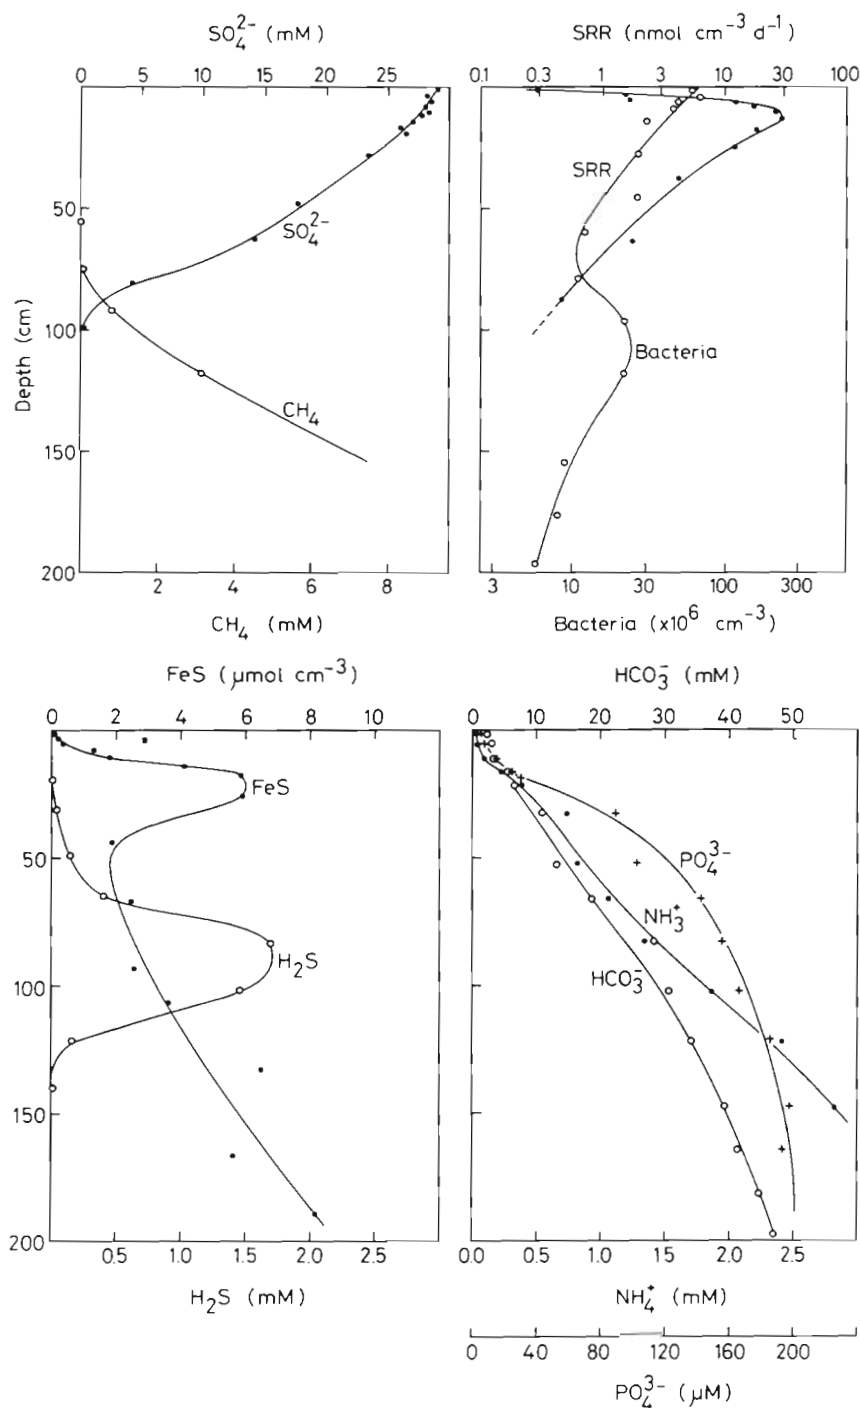 SO₄²⁻ (mM)
0 5 10 15 20 25
50
100
150
200
Depth (cm)
SO₄²⁻
CH₄
2 4 6 8
CH₄ (mM)
SRR (nmol cm⁻³ d⁻¹)
0.1 0.3 1 3 10 30 100
SRR
Bacteria
3 10 30 100 300
Bacteria (x10⁶ cm⁻³)
FeS (µmol cm⁻³)
0 2 4 6 8 10
50
100
150
200
FeS
H₂S
0.5 1.0 1.5 2.0 2.5
H₂S (mM)
HCO₃⁻ (mM)
0 10 20 30 40 50
PO₄³⁻
NH₃⁻
HCO₃⁻
0.0 0.5 1.0 1.5 2.0 2.5
NH₄⁺ (mM)
0 40 80 120 160 200
PO₄³⁻ (µM)